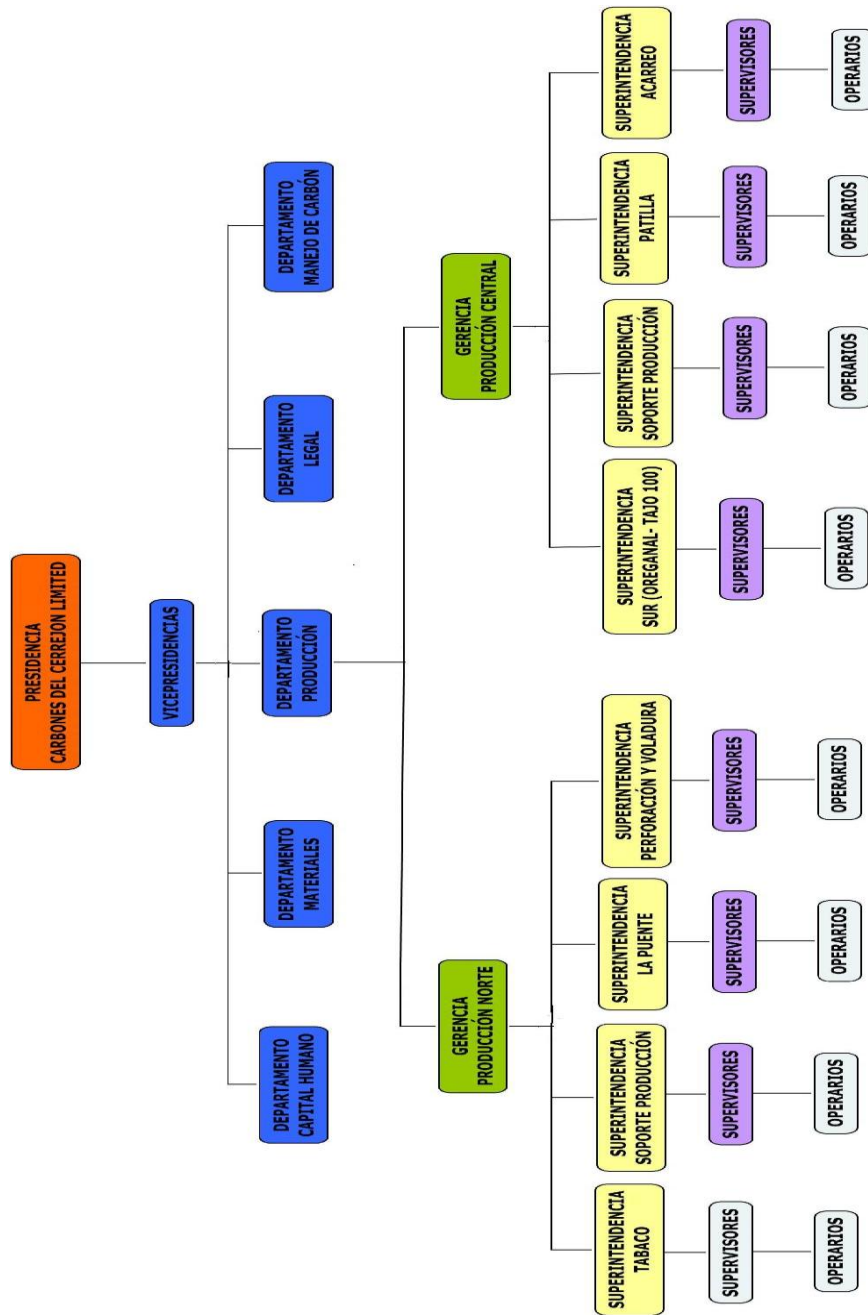 PRESIDENCIA
CARBONES DEL CERREJON LIMITED
VICEPRESIDENCIAS
DEPARTAMENTO
CAPITAL HUMANO
DEPARTAMENTO
MATERIALES
DEPARTAMENTO
PRODUCCIÓN
DEPARTAMENTO
LEGAL
DEPARTAMENTO
MANEJO DE CARBÓN
GERENCIA
PRODUCCIÓN NORTE
GERENCIA
PRODUCCIÓN CENTRAL
SUPERINTENDENCIA
TABACO
SUPERINTENDENCIA
SOPORTE PRODUCCIÓN
SUPERINTENDENCIA
LA PUENTE
SUPERINTENDENCIA
PERFORACIÓN Y VOLADURA
SUPERINTENDENCIA
SUR (OREGANAL- TAJO 100)
SUPERINTENDENCIA
SOPORTE PRODUCCIÓN
SUPERINTENDENCIA
PATILLA
SUPERINTENDENCIA
ACARREO
SUPERVISORES
SUPERVISORES
SUPERVISORES
SUPERVISORES
SUPERVISORES
SUPERVISORES
SUPERVISORES
SUPERVISORES
OPERARIOS
OPERARIOS
OPERARIOS
OPERARIOS
OPERARIOS
OPERARIOS
OPERARIOS
OPERARIOS